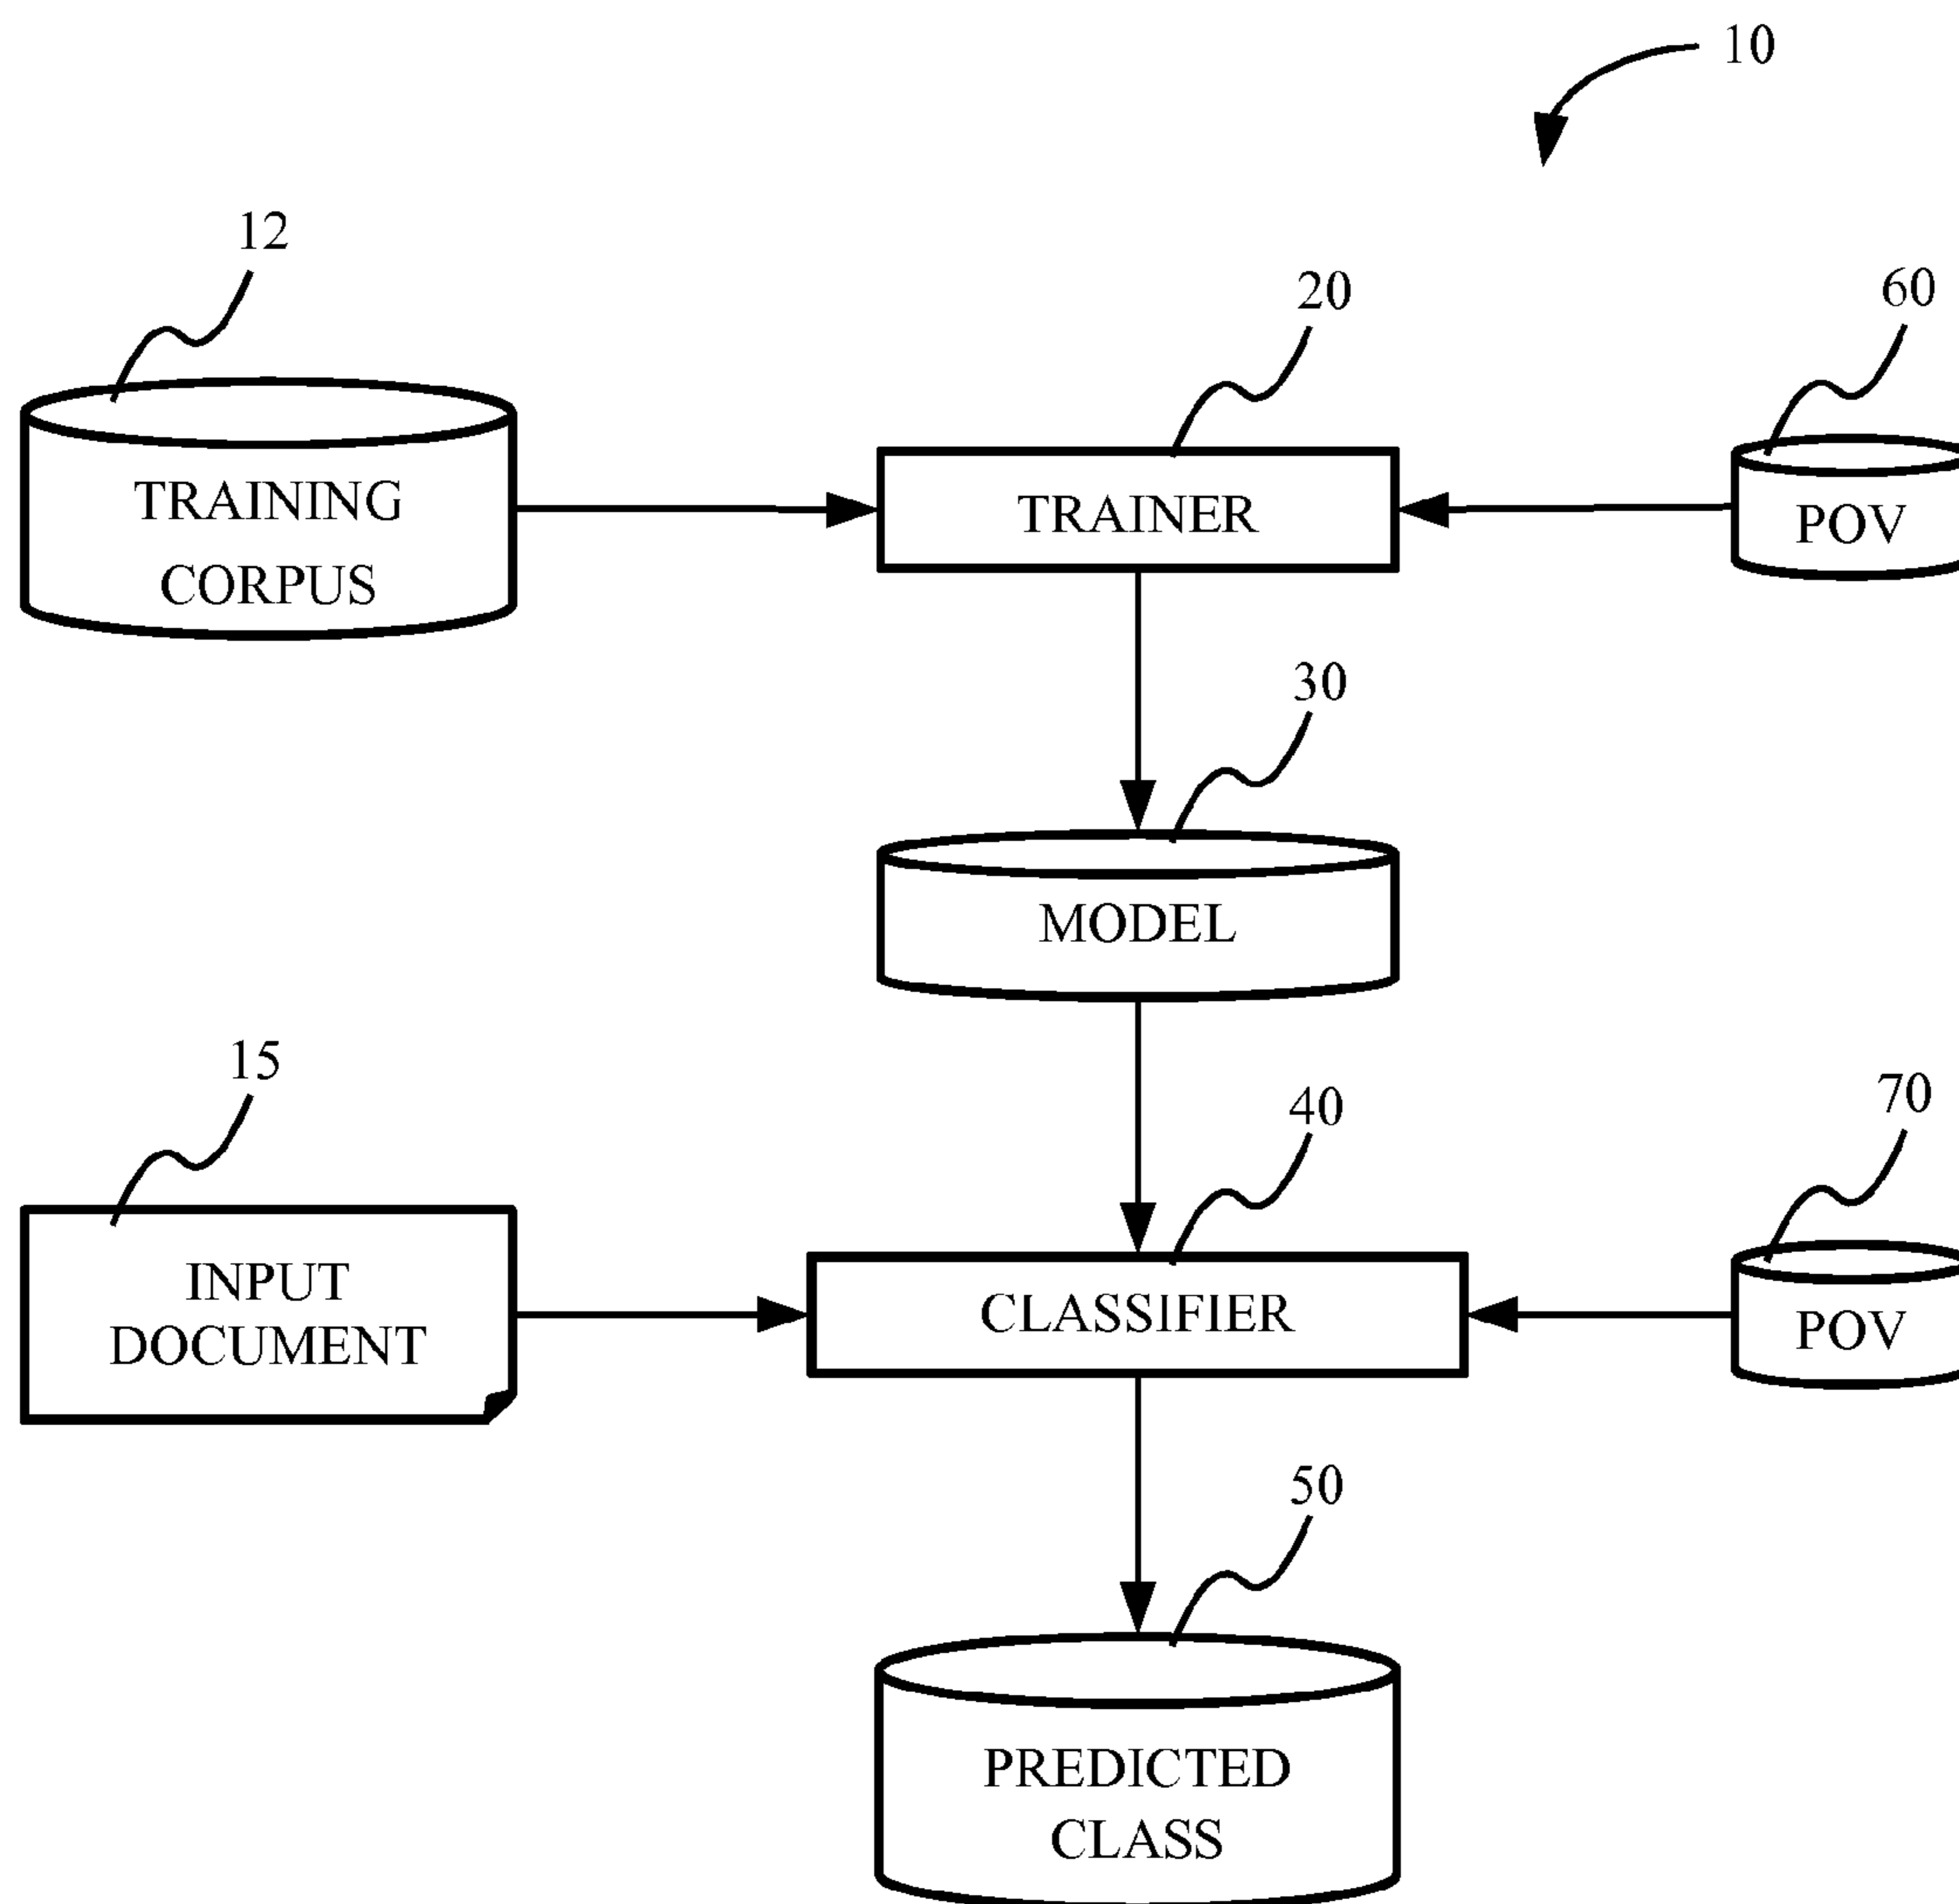 10
12
20
60
TRAINING
CORPUS
TRAINER
POV
30
MODEL
15
40
70
INPUT
DOCUMENT
CLASSIFIER
POV
50
PREDICTED
CLASS